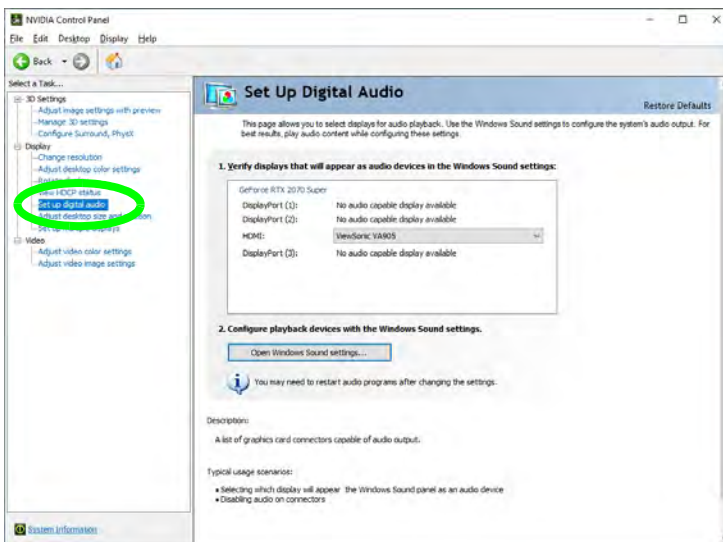 NVIDIA Control Panel
File Edit Desktop Display Help
Back
Select a Task...
3D Settings
Adjust image settings with preview
Manage 3D settings
Configure Surround, PhysX
Display
Change resolution
Adjust desktop color settings
View HDCP status
Set up digital audio
Adjust desktop size and
Video
Adjust video color settings
Adjust video image settings
System Information
Set Up Digital Audio
Restore Defaults
This page allows you to select displays for audio playback. Use the Windows Sound settings to configure the system's audio output. For
best results, play audio content while configuring these settings.
1. Verify displays that will appear as audio devices in the Windows Sound settings:
GeForce RTX 2070 Super
DisplayPort (1): No audio capable display available
DisplayPort (2): No audio capable display available
HDMI: ViewSonic VA905
DisplayPort (3): No audio capable display available
2. Configure playback devices with the Windows Sound settings.
Open Windows Sound settings...
You may need to restart audio programs after changing the settings.
Description:
A list of graphics card connectors capable of audio output.
Typical usage scenarios:
• Selecting which display will appear the Windows Sound panel as an audio device
• Disabling audio on connectors